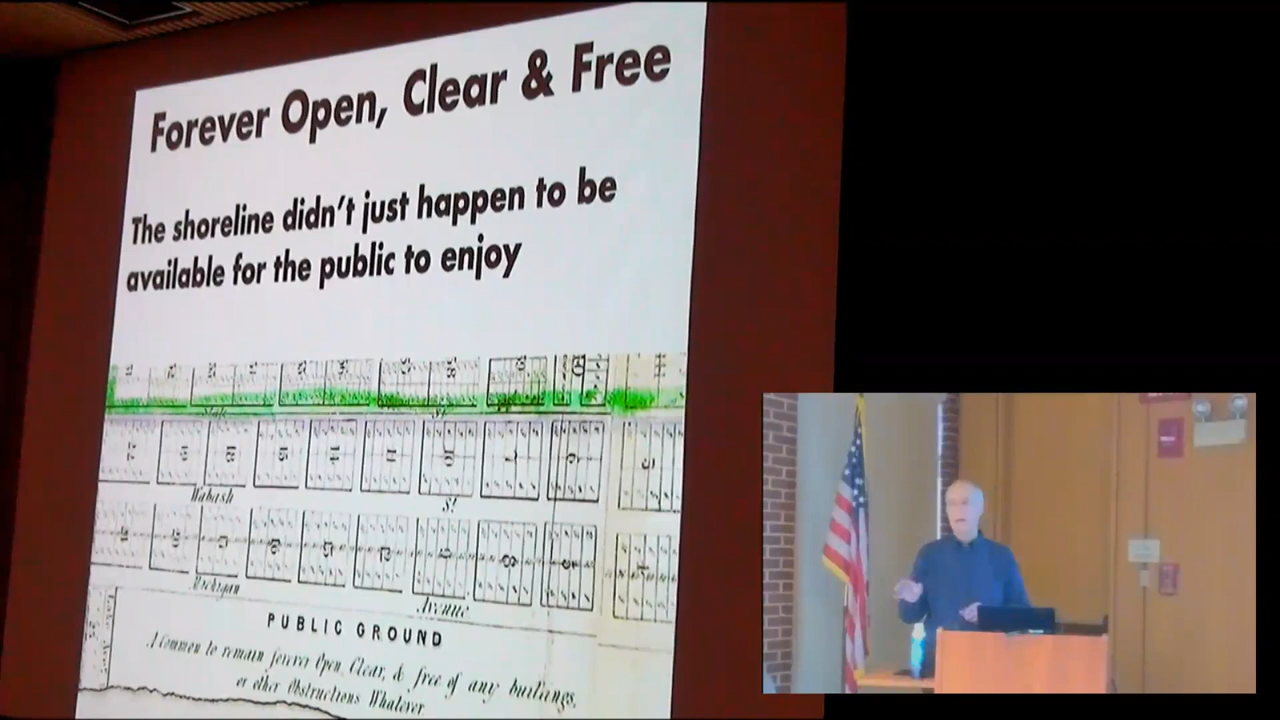 Forever Open, Clear & Free
The shoreline didn't just happen to be
available for the public to enjoy
Wabash St.
Michigan Avenue
PUBLIC GROUND
A common to remain forever Open, Clear, & free of any buildings,
or other Obstructions Whatever.